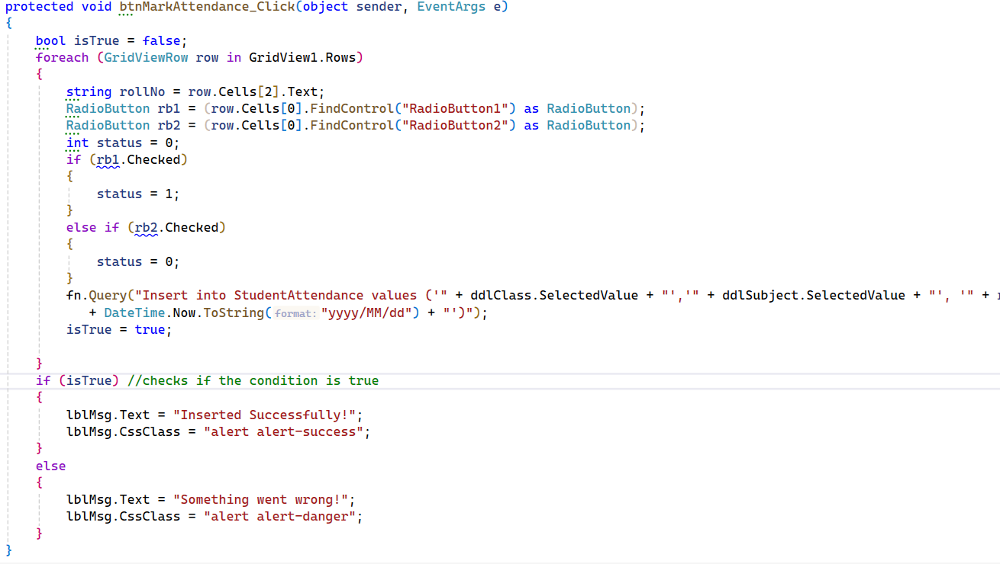 protected void btnMarkAttendance_Click(object sender, EventArgs e)
{
    bool isTrue = false;
    foreach (GridViewRow row in GridView1.Rows)
    {
        string rollNo = row.Cells[2].Text;
        RadioButton rb1 = (row.Cells[0].FindControl("RadioButton1") as RadioButton);
        RadioButton rb2 = (row.Cells[0].FindControl("RadioButton2") as RadioButton);
        int status = 0;
        if (rb1.Checked)
        {
            status = 1;
        }
        else if (rb2.Checked)
        {
            status = 0;
        }
        fn.Query("Insert into StudentAttendance values ('" + ddlClass.SelectedValue + "','" + ddlSubject.SelectedValue + "', '" +
           + DateTime.Now.ToString(format: "yyyy/MM/dd") + "')");
        isTrue = true;
    }
    if (isTrue) //checks if the condition is true
    {
        lblMsg.Text = "Inserted Successfully!";
        lblMsg.CssClass = "alert alert-success";
    }
    else
    {
        lblMsg.Text = "Something went wrong!";
        lblMsg.CssClass = "alert alert-danger";
    }
}